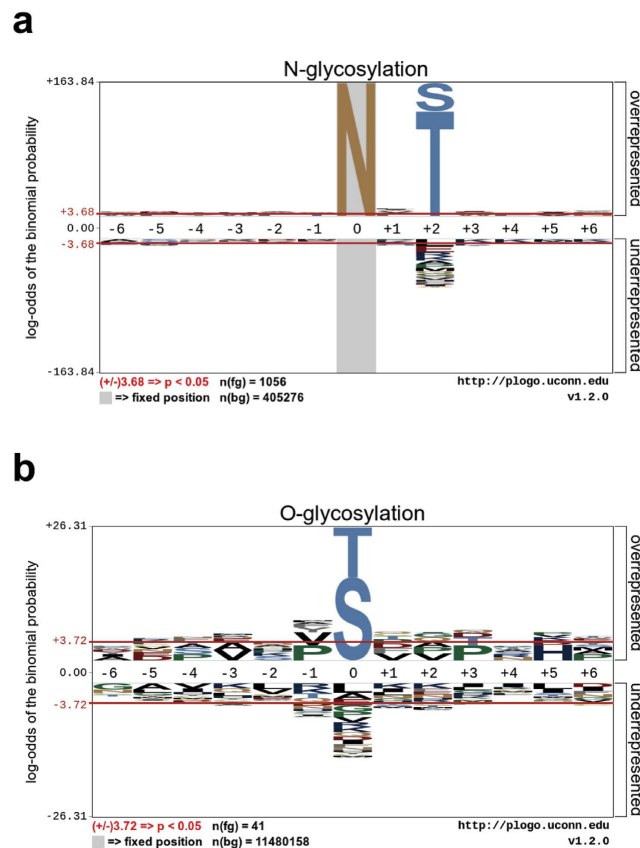 a
N-glycosylation
+163.84
S
T
N
overrepresented
log-odds of the binomial probability
+3.68
0.00 -6 -5 -4 -3 -2 -1 0 +1 +2 +3 +4 +5 +6
-3.68
underrepresented
-163.84
(+/-)3.68 => p < 0.05 n(fg) = 1056 http://plogo.uconn.edu
=> fixed position n(bg) = 405276 v1.2.0
b
O-glycosylation
+26.31
T
S
overrepresented
log-odds of the binomial probability
+3.72
0.00 -6 -5 -4 -3 -2 -1 0 +1 +2 +3 +4 +5 +6
-3.72
underrepresented
-26.31
(+/-)3.72 => p < 0.05 n(fg) = 41 http://plogo.uconn.edu
=> fixed position n(bg) = 11480158 v1.2.0